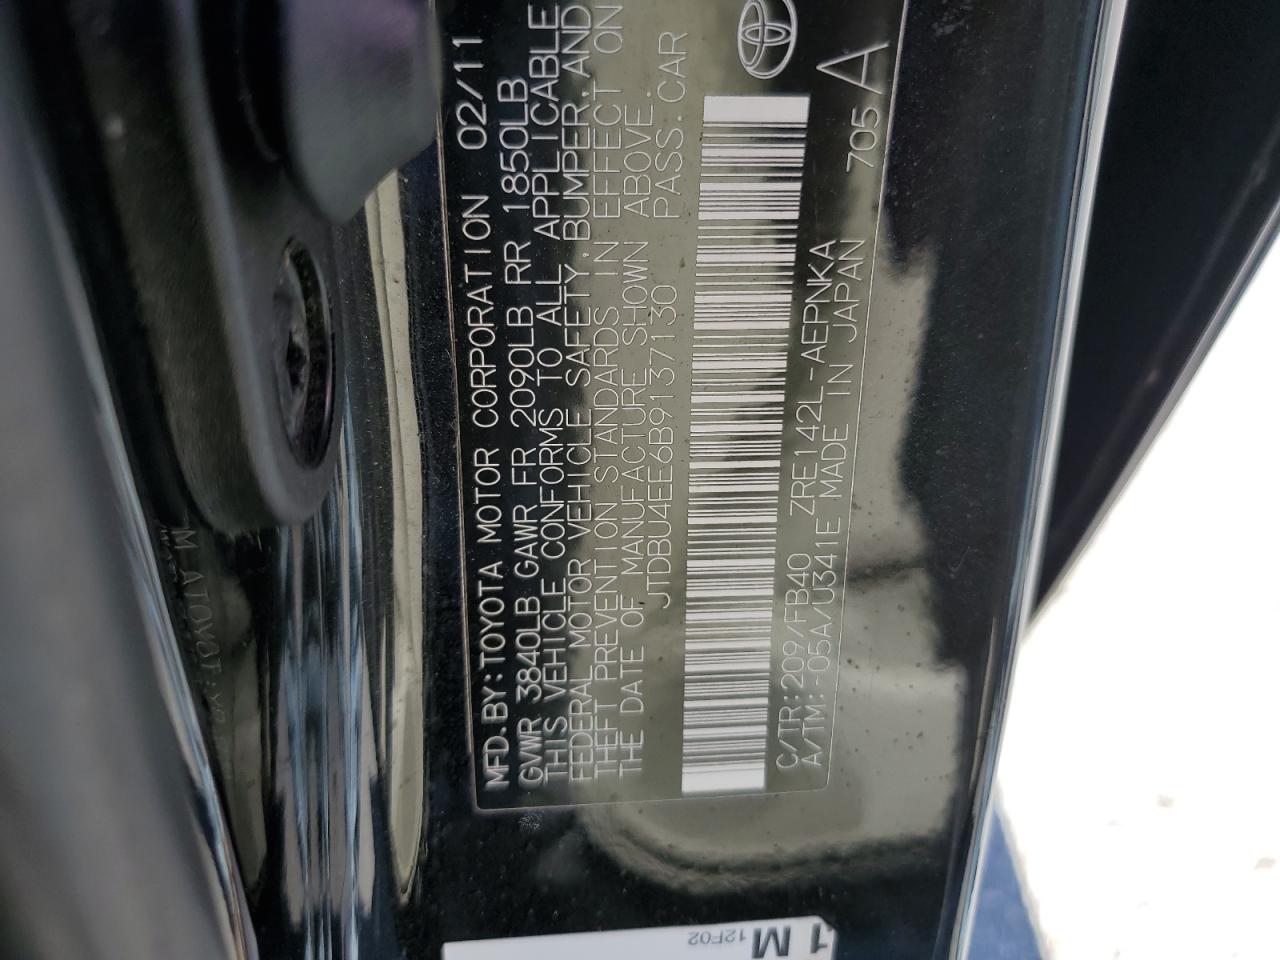 MFD.BY:TOYOTA MOTOR CORPORATION 02/11
GVWR 3840LB GAWR FR 2090LB RR 1850LB
THIS VEHICLE CONFORMS TO ALL APPLICABLE
FEDERAL MOTOR VEHICLE SAFETY, BUMPER, AND
THEFT PREVENTION STANDARDS IN EFFECT ON
THE DATE OF MANUFACTURE SHOWN ABOVE.
JTDBU4EE6B9137130 PASS.CAR
C/TR:209/FB40 ZRE142L-AEPNKA
A/TM:-05A/U341E MADE IN JAPAN 705 A
1 M
12F02